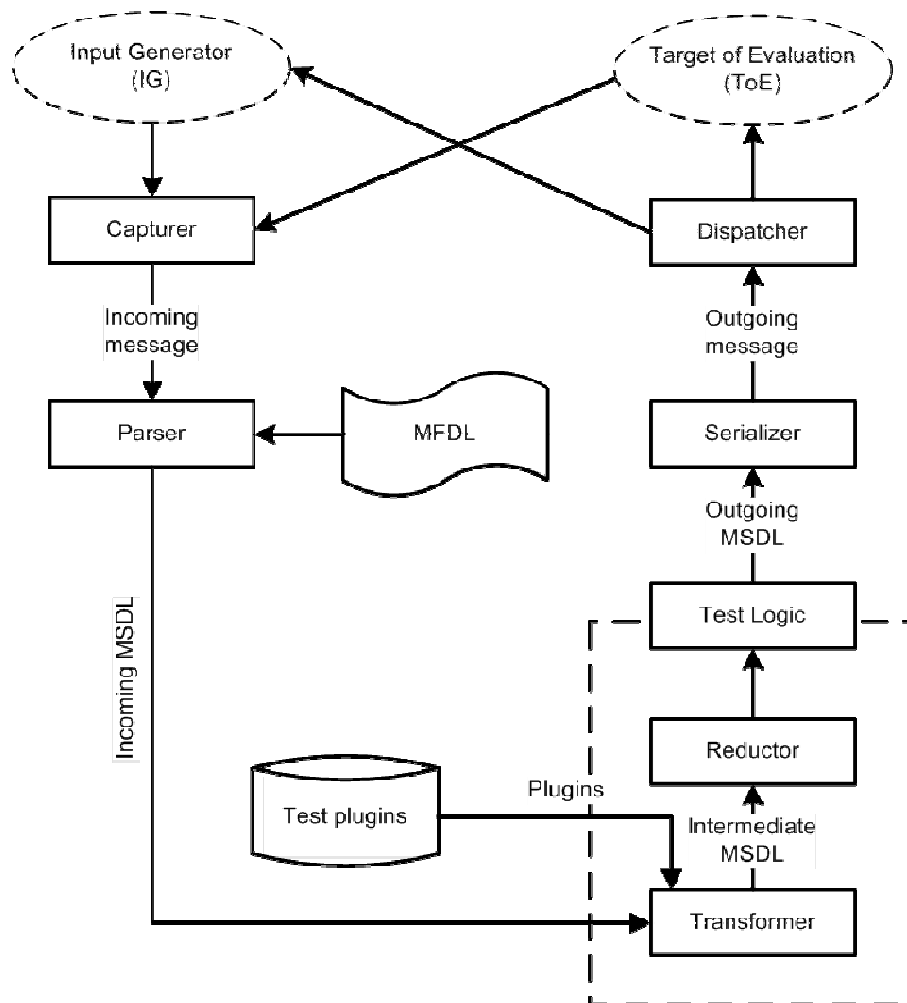 Input Generator
(IG)
Target of Evaluation
(ToE)
Capturer
Dispatcher
Incoming
message
Outgoing
message
Parser
MFDL
Serializer
Outgoing
MSDL
Incoming MSDL
Test Logic
Reductor
Test plugins
Plugins
Intermediate
MSDL
Transformer